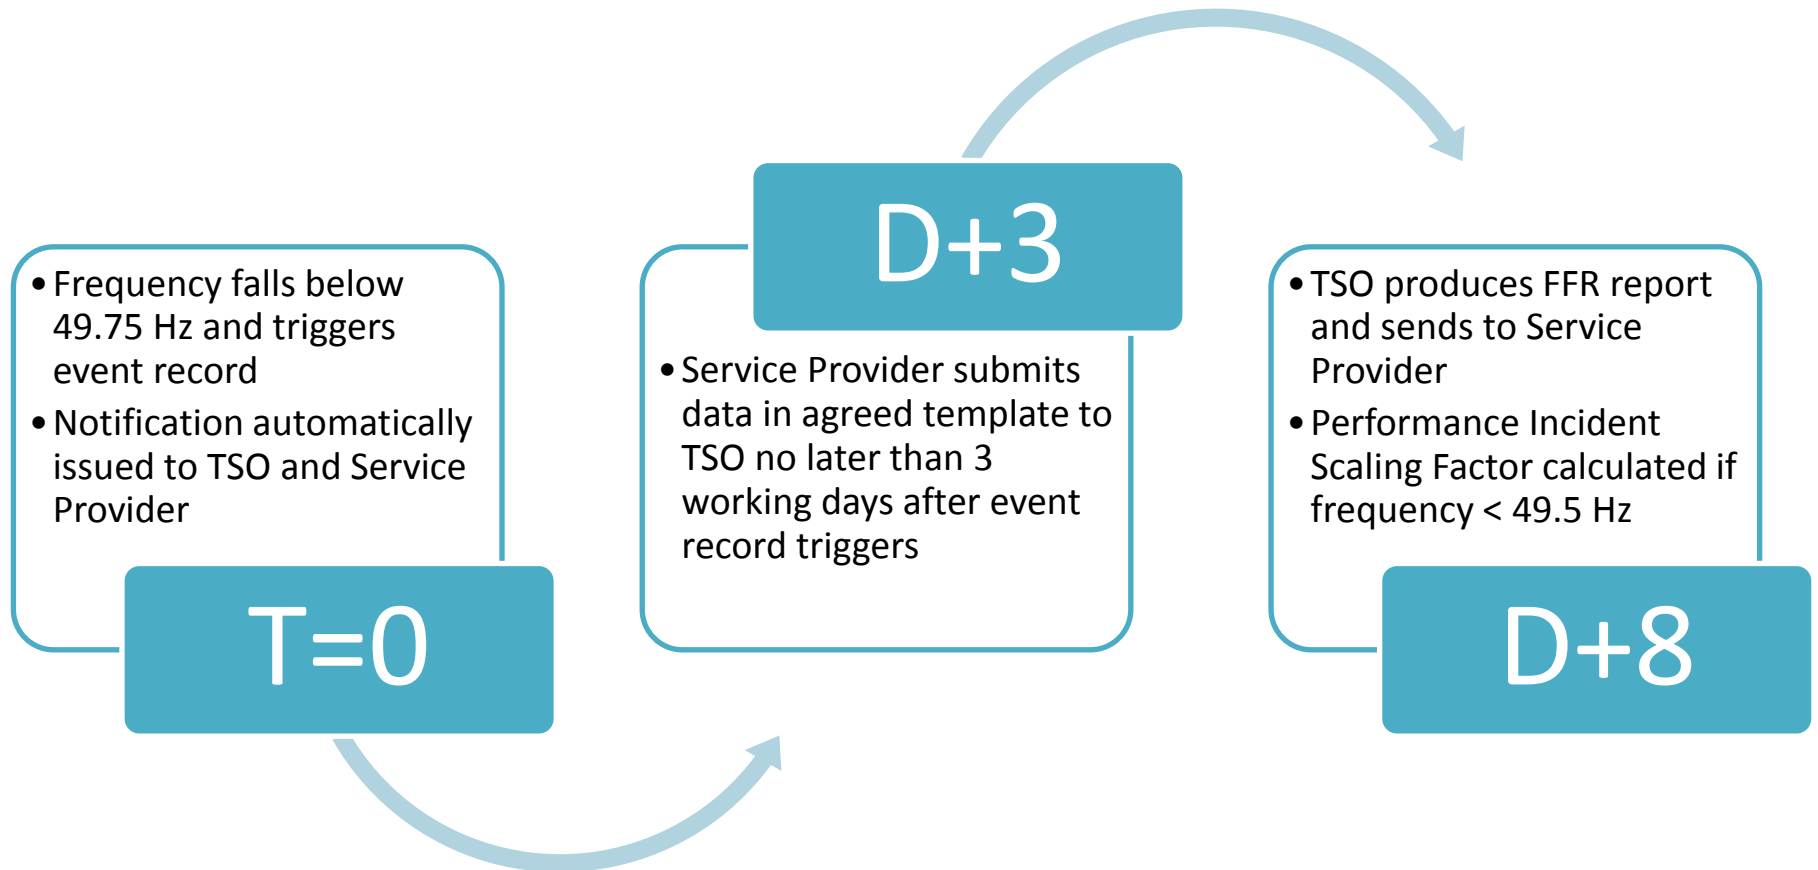 • Frequency falls below
49.75 Hz and triggers
event record
• Notification automatically
issued to TSO and Service
Provider
T=0
D+3
• Service Provider submits
data in agreed template to
TSO no later than 3
working days after event
record triggers
• TSO produces FFR report
and sends to Service
Provider
• Performance Incident
Scaling Factor calculated if
frequency < 49.5 Hz
D+8